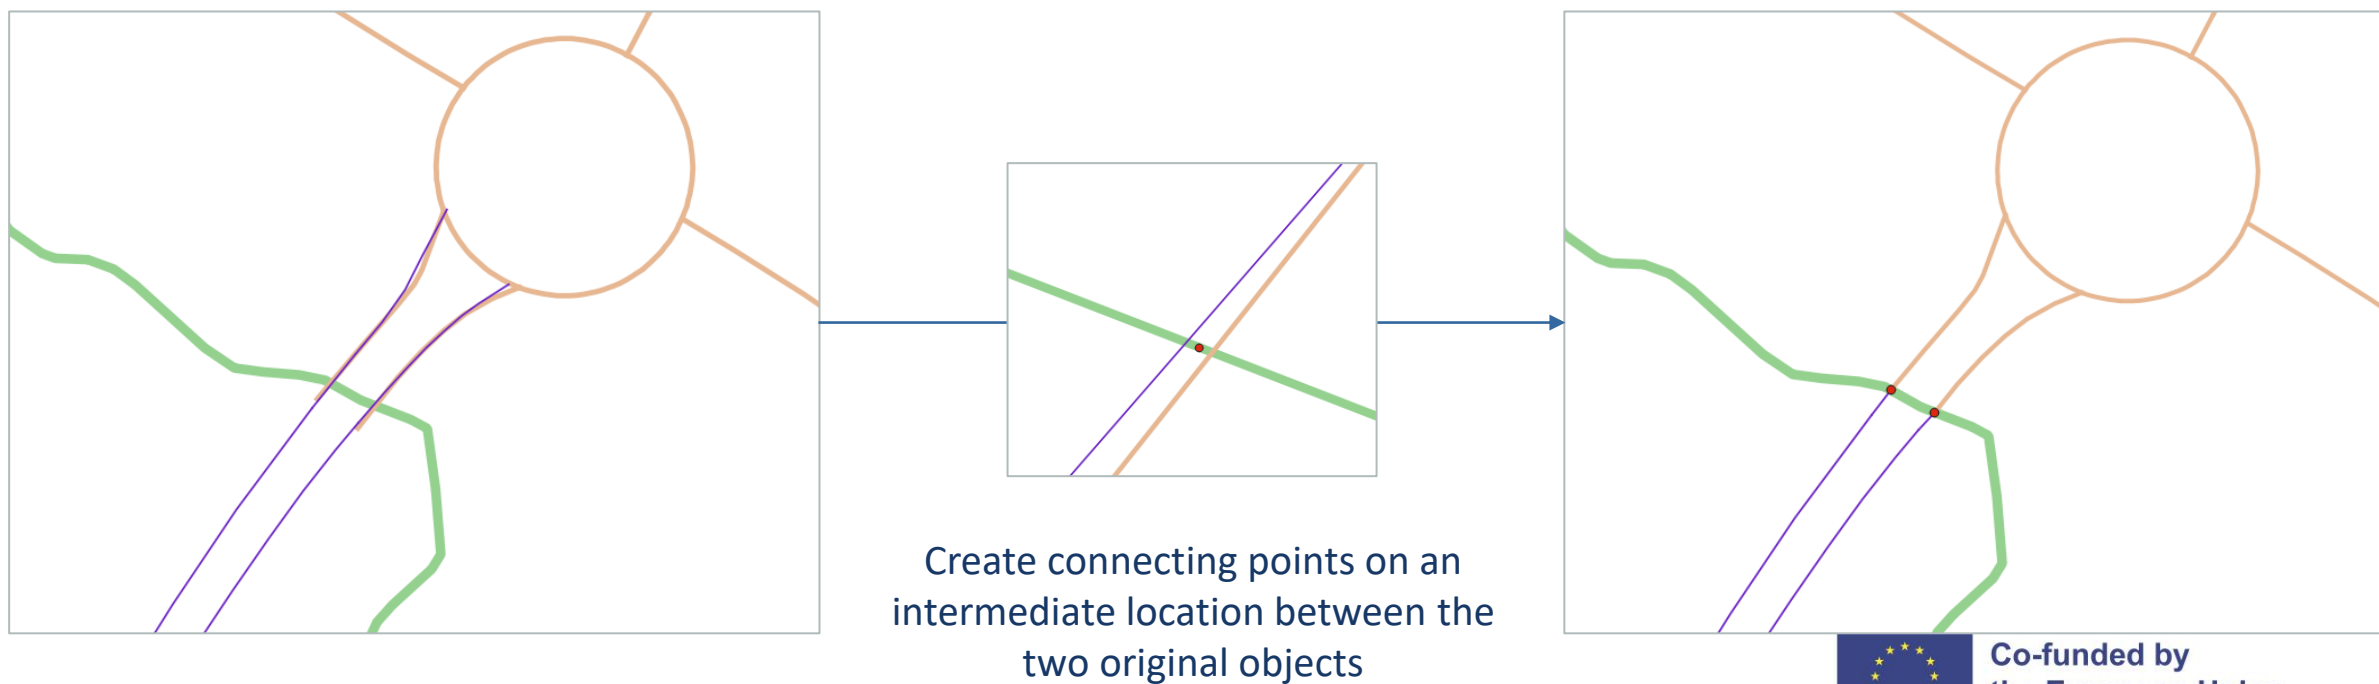 Create connecting points on an
intermediate location between the
two original objects
Co-funded by